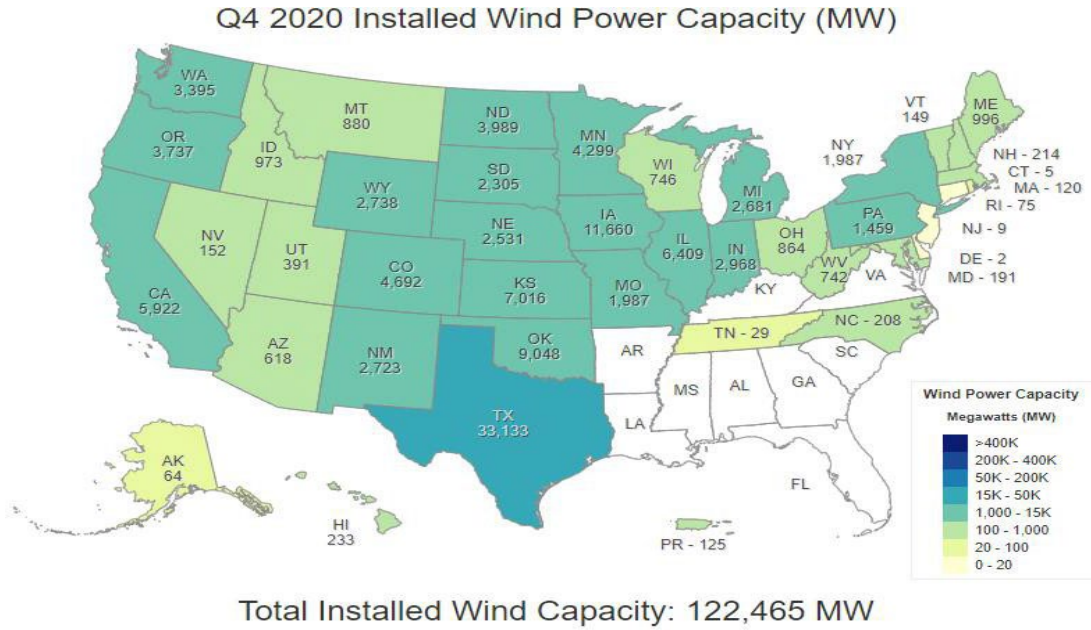 Q4 2020 Installed Wind Power Capacity (MW)
WA
3,395
OR
3,737
CA
5,922
ID
973
NV
152
MT
880
WY
2,738
UT
391
AZ
618
CO
4,692
NM
2,723
ND
3,989
SD
2,305
NE
2,531
KS
7,016
OK
9,048
TX
33,133
MN
4,299
IA
11,660
MO
1,987
AR
LA
WI
746
IL
6,409
MI
2,681
IN
2,968
OH
864
KY
WV
742
VA
TN - 29
NC - 208
SC
MS
AL
GA
FL
PA
1,459
NY
1,987
VT
149
ME
996
NH - 214
CT - 5
MA - 120
RI - 75
NJ - 9
DE - 2
MD - 191
AK
64
HI
233
PR - 125
Wind Power Capacity
Megawatts (MW)
>400K
200K - 400K
50K - 200K
15K - 50K
1,000 - 15K
100 - 1,000
20 - 100
0 - 20
Total Installed Wind Capacity: 122,465 MW